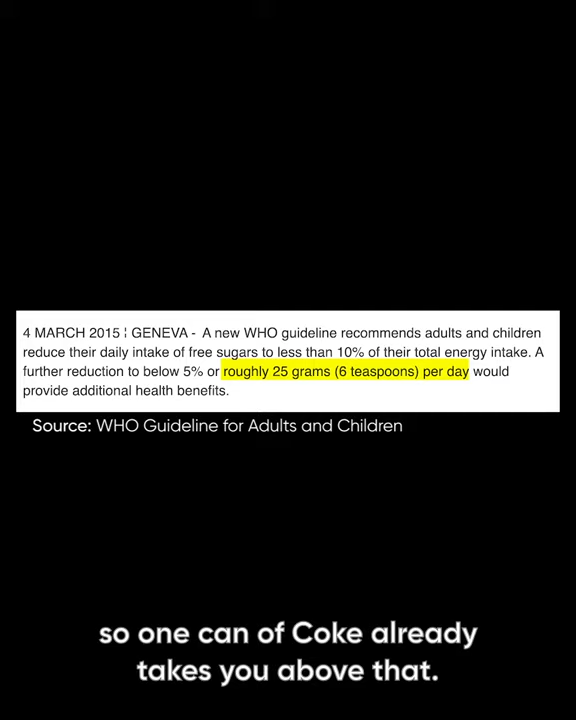 4 MARCH 2015 ¦ GENEVA - A new WHO guideline recommends adults and children
reduce their daily intake of free sugars to less than 10% of their total energy intake. A
further reduction to below 5% or roughly 25 grams (6 teaspoons) per day would
provide additional health benefits.
Source: WHO Guideline for Adults and Children
so one can of Coke already
takes you above that.